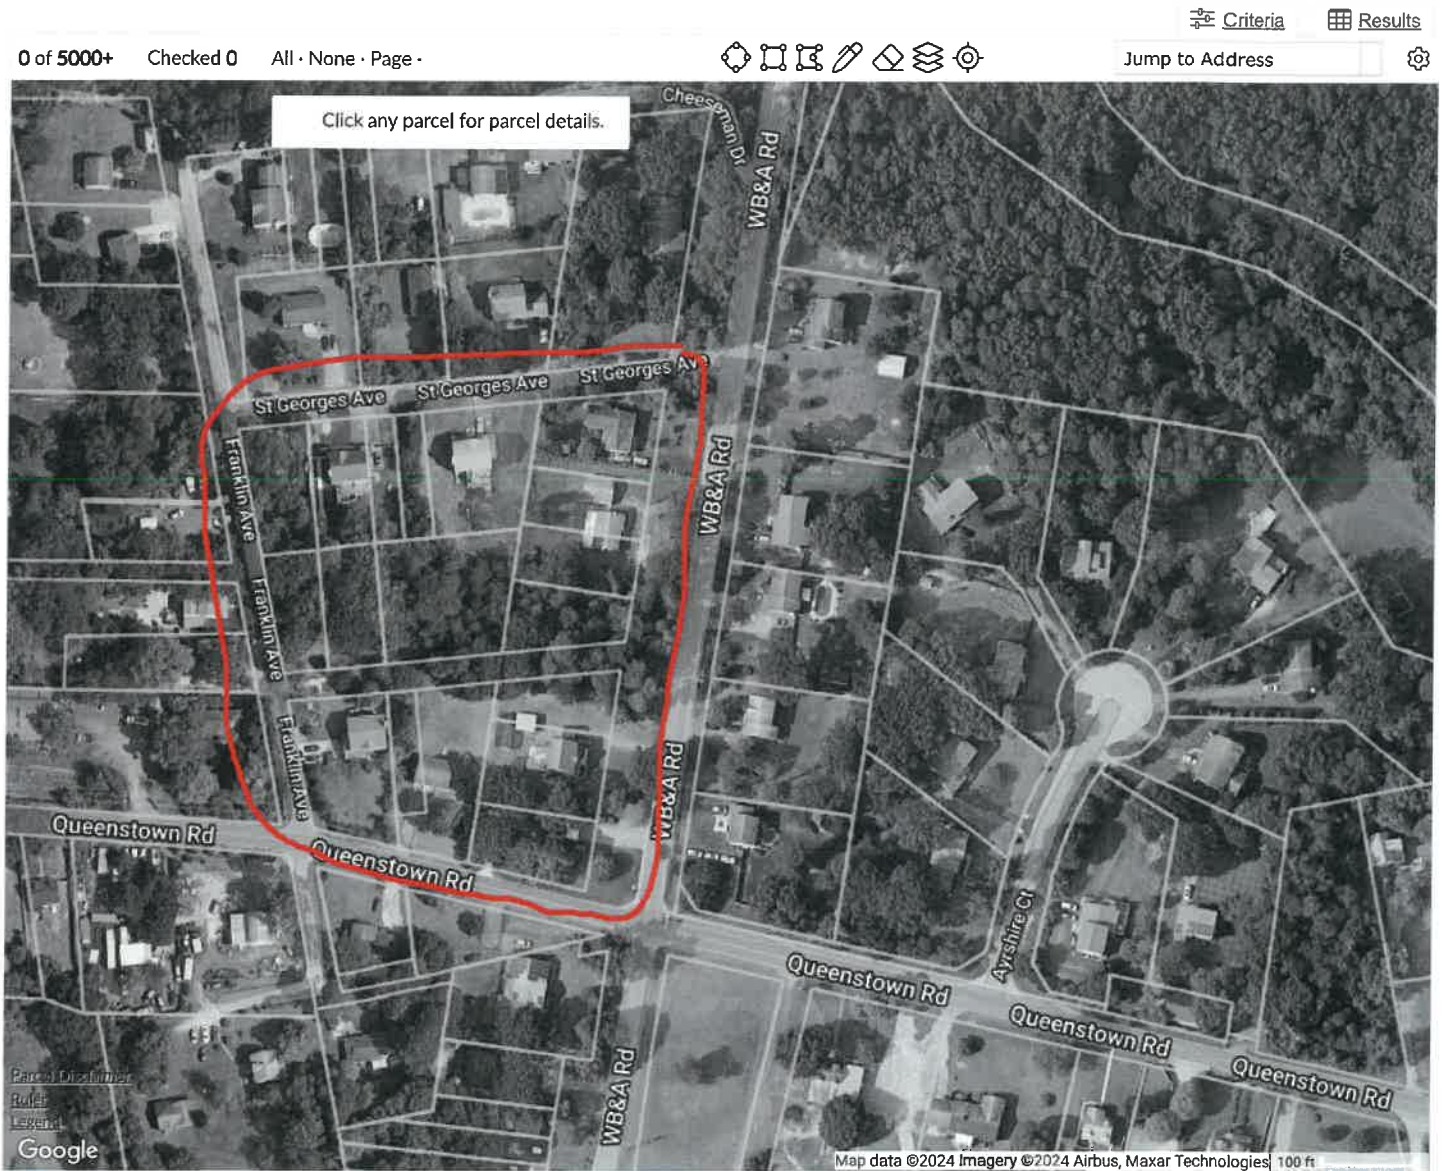 Criteria Results
0 of 5000+ Checked 0 All · None · Page · Jump to Address
Click any parcel for parcel details.
Cheeseman Dr
WB&A Rd
St Georges Ave St Georges Ave St Georges Ave
Franklin Ave
WB&A Rd
Franklin Ave
Franklin Ave
WB&A Rd
Queenstown Rd
Queenstown Rd
Ayrshire Ct
Queenstown Rd
Queenstown Rd
Queenstown Rd
WB&A Rd
Parcel Disclaimer
Ruler
Legend
Google
Map data ©2024 Imagery ©2024 Airbus, Maxar Technologies 100 ft